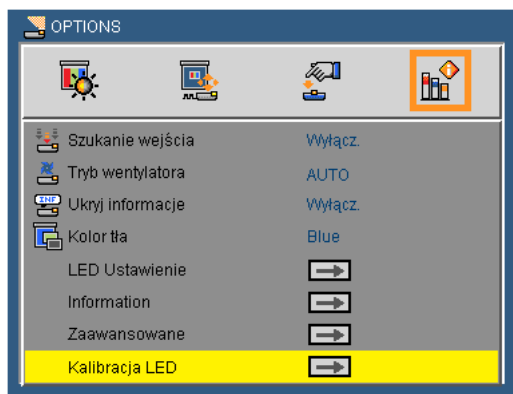 OPTIONS
Szukanie wejścia Wyłącz.
Tryb wentylatora AUTO
INF Ukryj informacje Wyłącz.
Kolor tła Blue
LED Ustawienie
Information
Zaawansowane
Kalibracja LED